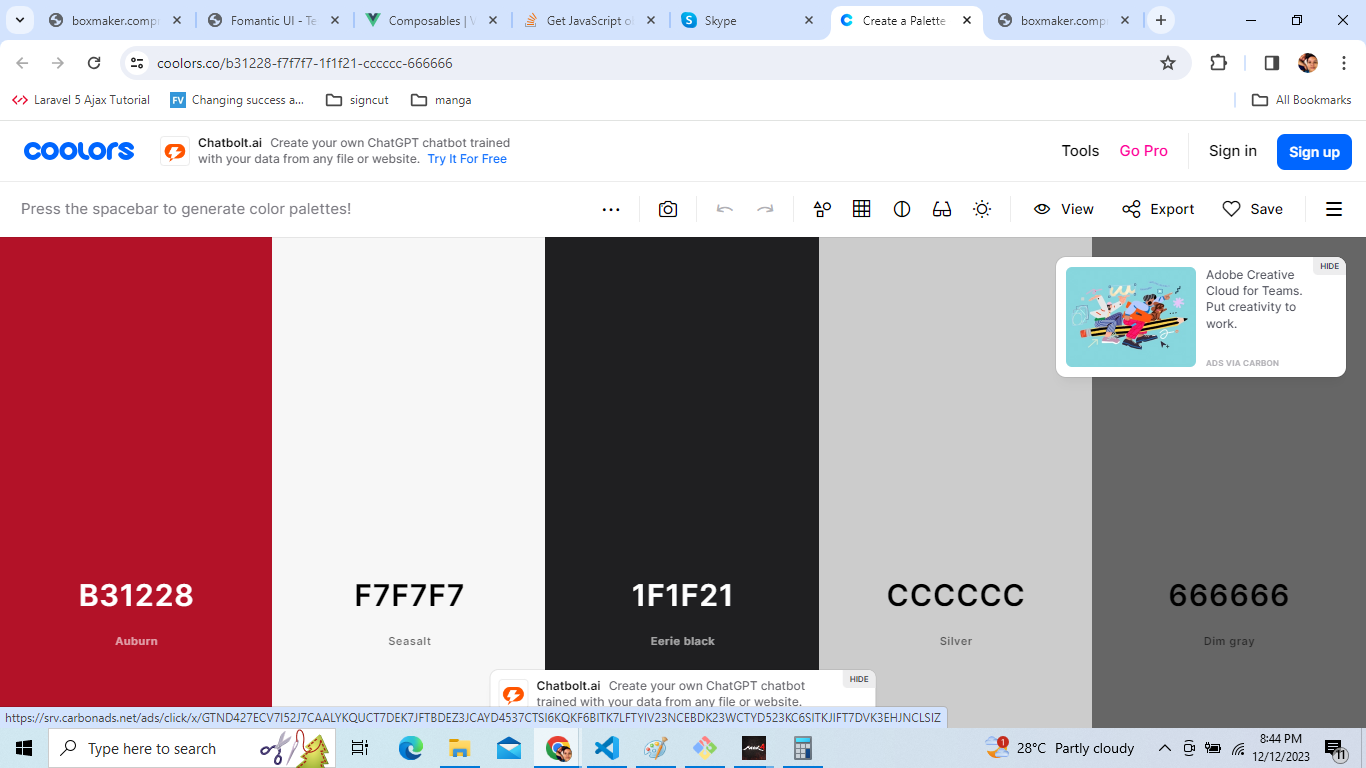 boxmaker.compr
Fomantic UI - Te
Composables | V
Get JavaScript o
Skype
Create a Palette
boxmaker.compr
coolors.co/b31228-f7f7f7-1f1f21-cccccc-666666
Laravel 5 Ajax Tutorial
FV
Changing success a...
signcut
manga
All Bookmarks
coolors
Chatbolt.ai Create your own ChatGPT chatbot trained
with your data from any file or website. Try It For Free
Tools
Go Pro
Sign in
Sign up
Press the spacebar to generate color palettes!
View
Export
Save
HIDE
Adobe Creative
Cloud for Teams.
Put creativity to
work.
ADS VIA CARBON
B31228
F7F7F7
1F1F21
CCCCCC
666666
Auburn
Seasalt
Eerie black
Silver
Dim gray
Chatbolt.ai Create your own ChatGPT chatbot
HIDE
trained with your data from any file or website.
https://srv.carbonads.net/ads/click/x/GTND427ECV7I52J7CAALYKQUCT7DEK7JFTBDEZ3JCAYD4537CTSI6KQKF6BITK7LFTYIV23NCEBDK23WCTYD523KC6SITKJIFT7DVK3EHJNCLSIZ
Type here to search
1
28°C Partly cloudy
8:44 PM
12/12/2023
11